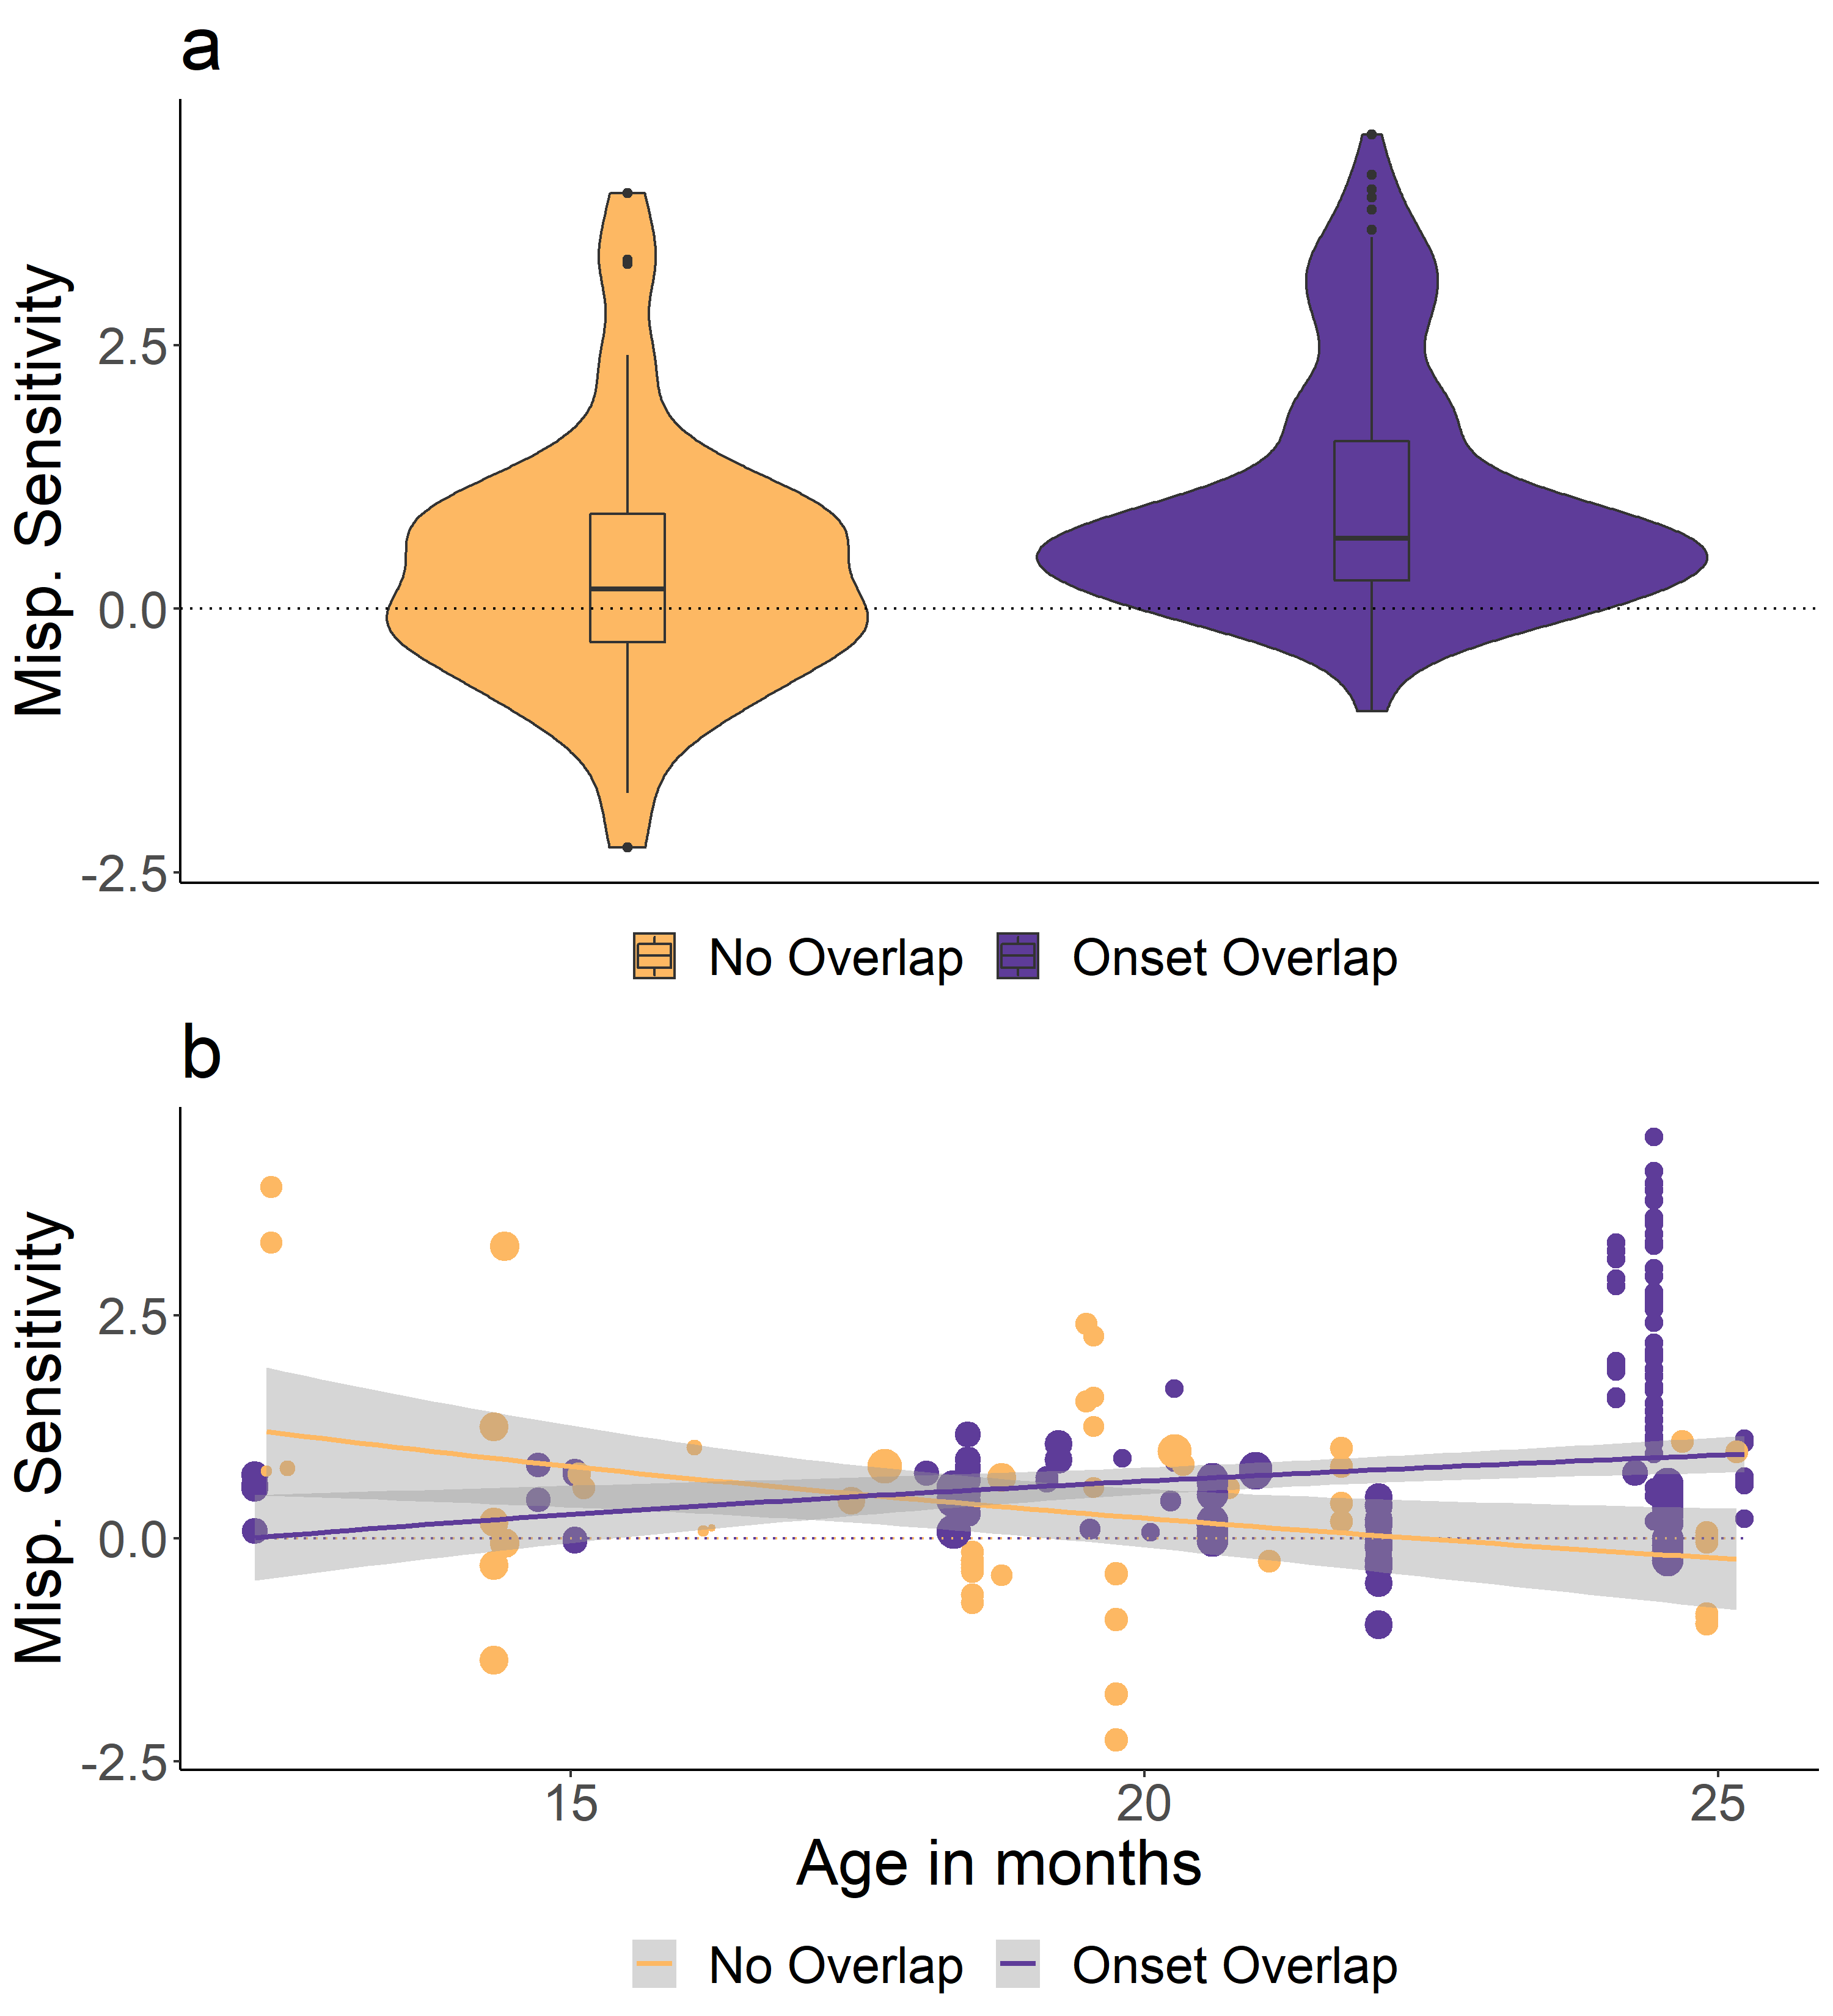 a
Misp. Sensitivity
2.5
0.0
-2.5
No Overlap Onset Overlap
b
Misp. Sensitivity
2.5
0.0
-2.5
15 20 25
Age in months
No Overlap Onset Overlap